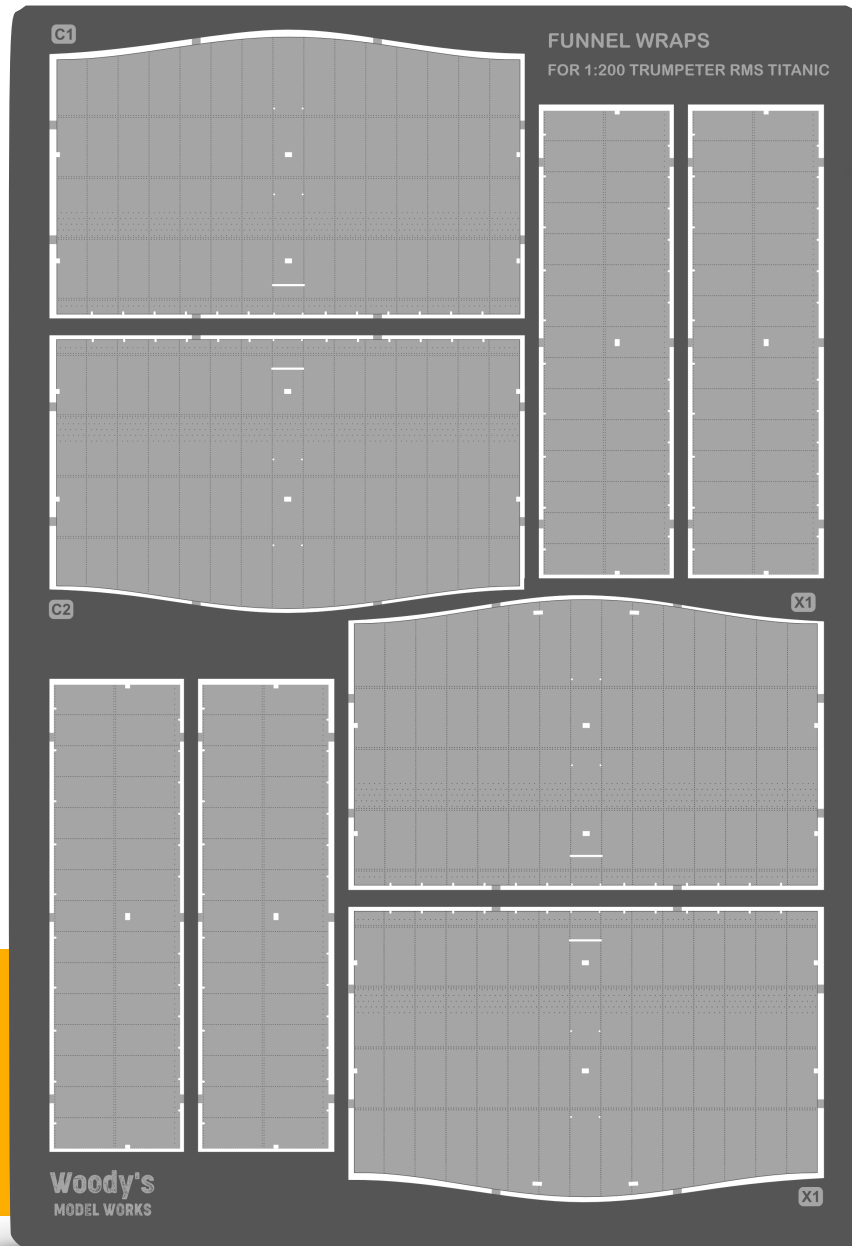 C1
FUNNEL WRAPS
FOR 1:200 TRUMPETER RMS TITANIC
C2
X1
X1
Woody's
MODEL WORKS